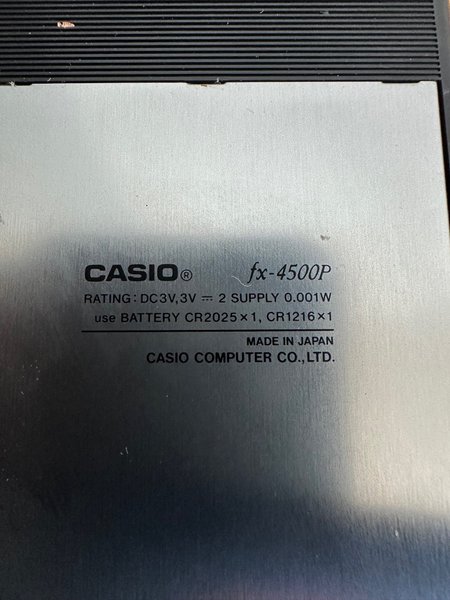 CASIO® fx-4500P
RATING: DC3V,3V ⎓ 2 SUPPLY 0.001W
use BATTERY CR2025×1, CR1216×1
MADE IN JAPAN
CASIO COMPUTER CO.,LTD.